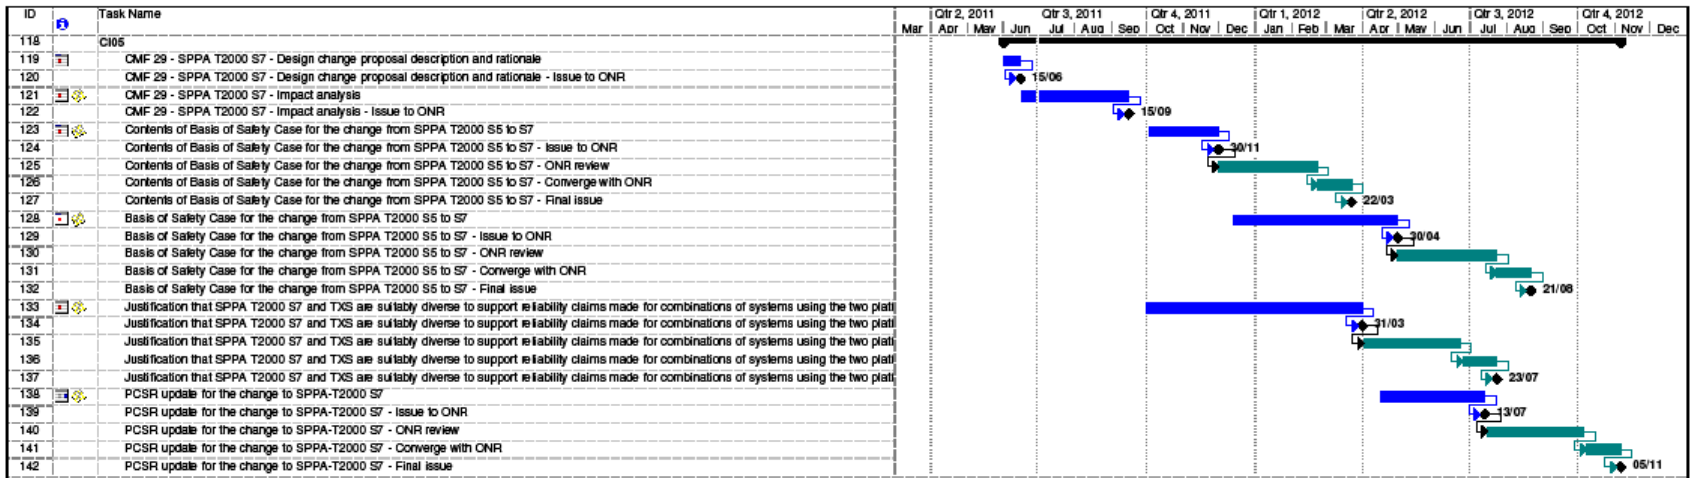 ID Task Name Qtr 2, 2011 Qtr 3, 2011 Qtr 4, 2011 Qtr 1, 2012 Qtr 2, 2012 Qtr 3, 2012 Qtr 4, 2012
Mar Apr May Jun Jul Aug Sep Oct Nov Dec Jan Feb Mar Apr May Jun Jul Aug Sep Oct Nov Dec
118 CI05
119 CMF 29 - SPPA T2000 S7 - Design change proposal description and rationale
120 CMF 29 - SPPA T2000 S7 - Design change proposal description and rationale - Issue to ONR 15/06
121 CMF 29 - SPPA T2000 S7 - Impact analysis
122 CMF 29 - SPPA T2000 S7 - Impact analysis - Issue to ONR 15/09
123 Contents of Basis of Safety Case for the change from SPPA T2000 S5 to S7
124 Contents of Basis of Safety Case for the change from SPPA T2000 S5 to S7 - Issue to ONR 30/11
125 Contents of Basis of Safety Case for the change from SPPA T2000 S5 to S7 - ONR review
126 Contents of Basis of Safety Case for the change from SPPA T2000 S5 to S7 - Converge with ONR
127 Contents of Basis of Safety Case for the change from SPPA T2000 S5 to S7 - Final issue 22/03
128 Basis of Safety Case for the change from SPPA T2000 S5 to S7
129 Basis of Safety Case for the change from SPPA T2000 S5 to S7 - Issue to ONR 30/04
130 Basis of Safety Case for the change from SPPA T2000 S5 to S7 - ONR review
131 Basis of Safety Case for the change from SPPA T2000 S5 to S7 - Converge with ONR
132 Basis of Safety Case for the change from SPPA T2000 S5 to S7 - Final issue 21/08
133 Justification that SPPA T2000 S7 and TXS are suitably diverse to support reliability claims made for combinations of systems using the two platf
134 Justification that SPPA T2000 S7 and TXS are suitably diverse to support reliability claims made for combinations of systems using the two platf 31/03
135 Justification that SPPA T2000 S7 and TXS are suitably diverse to support reliability claims made for combinations of systems using the two platf
136 Justification that SPPA T2000 S7 and TXS are suitably diverse to support reliability claims made for combinations of systems using the two platf
137 Justification that SPPA T2000 S7 and TXS are suitably diverse to support reliability claims made for combinations of systems using the two platf 23/07
138 PCSR update for the change to SPPA-T2000 S7
139 PCSR update for the change to SPPA-T2000 S7 - Issue to ONR 13/07
140 PCSR update for the change to SPPA-T2000 S7 - ONR review
141 PCSR update for the change to SPPA-T2000 S7 - Converge with ONR
142 PCSR update for the change to SPPA-T2000 S7 - Final issue 05/11